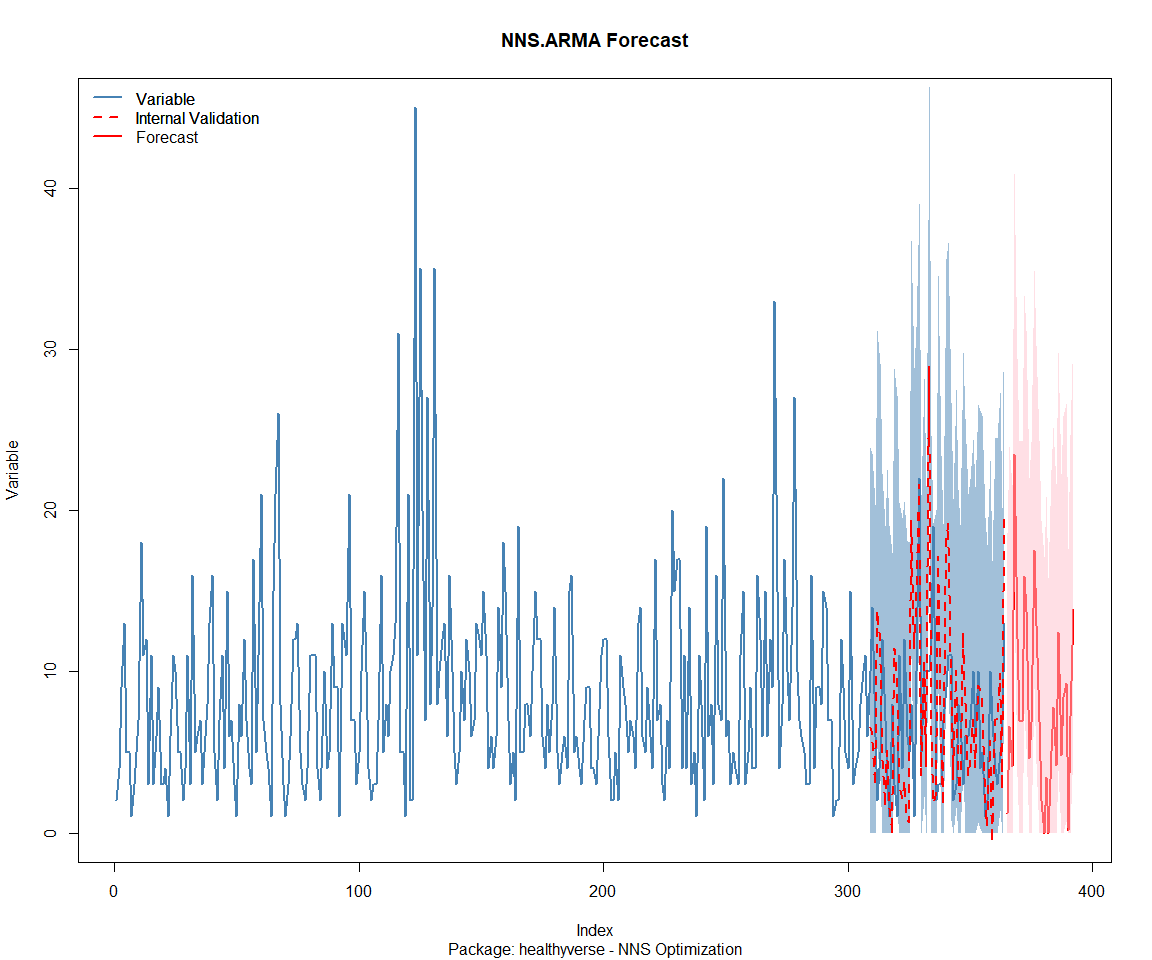 NNS.ARMA Forecast
Variable
Internal Validation
Forecast
Variable
40
30
20
10
0
0 100 200 300 400
Index
Package: healthyverse - NNS Optimization